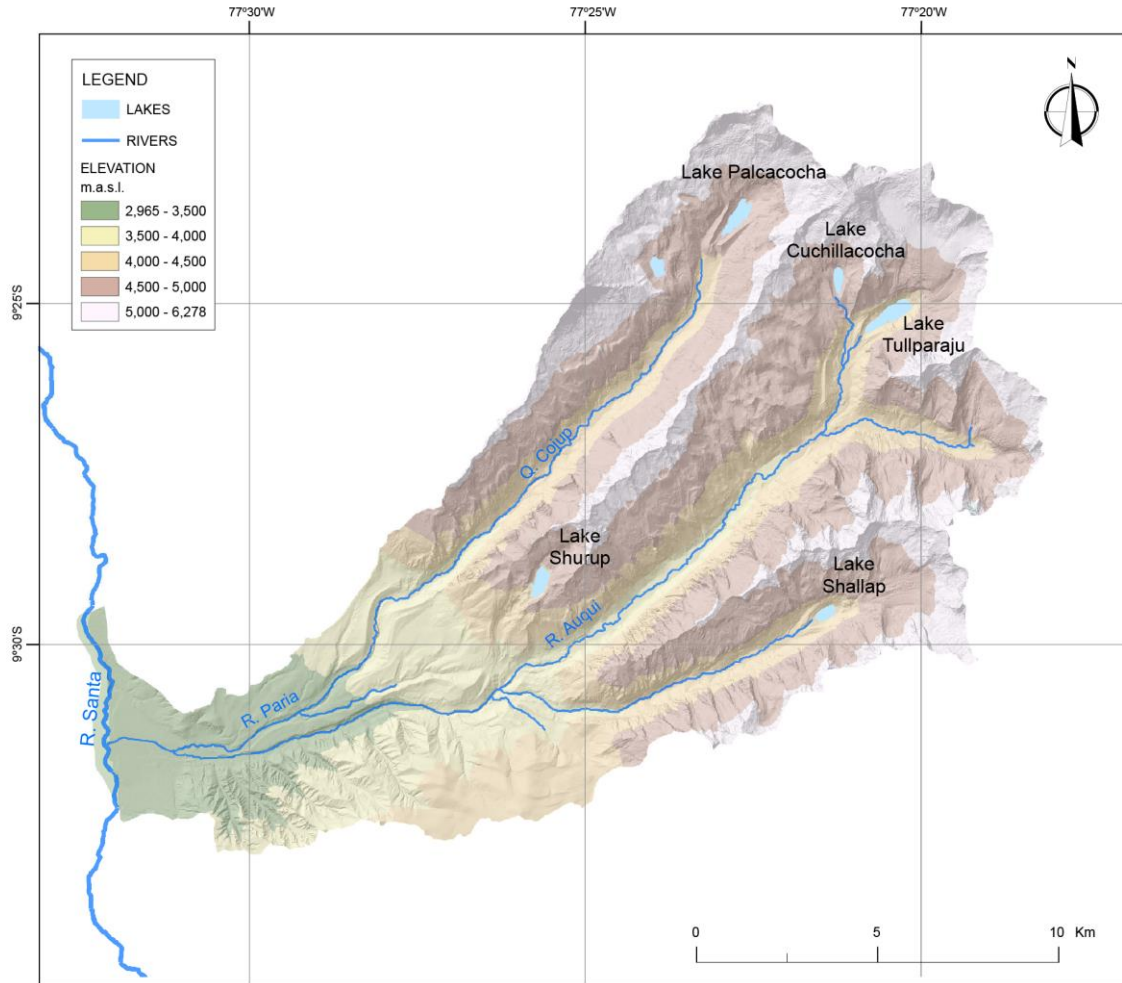 77°30'W
77°25'W
77°20'W
LEGEND
LAKES
RIVERS
ELEVATION
m.a.s.l.
2,965 - 3,500
3,500 - 4,000
4,000 - 4,500
4,500 - 5,000
5,000 - 6,278
N
Lake Palcacocha
Lake
Cuchillacocha
Lake
Tullparaju
9°25'S
Q. Cojup
Lake
Shurup
Lake
Shallap
R. Auqui
9°30'S
R. Santa
R. Paria
0 5 10 Km